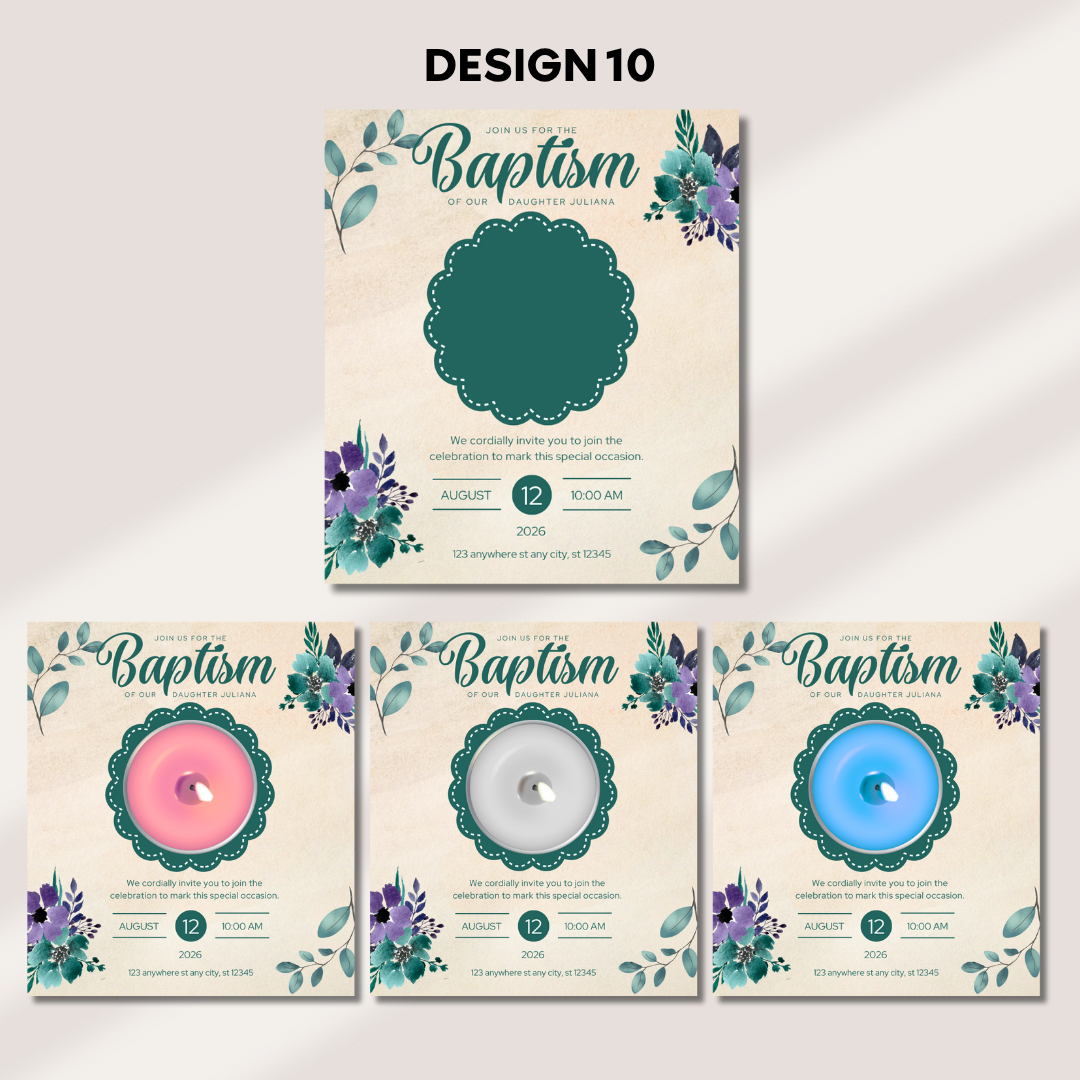 DESIGN 10
JOIN US FOR THE
Baptism
OF OUR DAUGHTER JULIANA
We cordially invite you to join the
celebration to mark this special occasion.
AUGUST 12 10:00 AM
2026
123 anywhere st any city, st 12345
JOIN US FOR THE
Baptism
OF OUR DAUGHTER JULIANA
We cordially invite you to join the
celebration to mark this special occasion.
AUGUST 12 10:00 AM
2026
123 anywhere st any city, st 12345
JOIN US FOR THE
Baptism
OF OUR DAUGHTER JULIANA
We cordially invite you to join the
celebration to mark this special occasion.
AUGUST 12 10:00 AM
2026
123 anywhere st any city, st 12345
JOIN US FOR THE
Baptism
OF OUR DAUGHTER JULIANA
We cordially invite you to join the
celebration to mark this special occasion.
AUGUST 12 10:00 AM
2026
123 anywhere st any city, st 12345